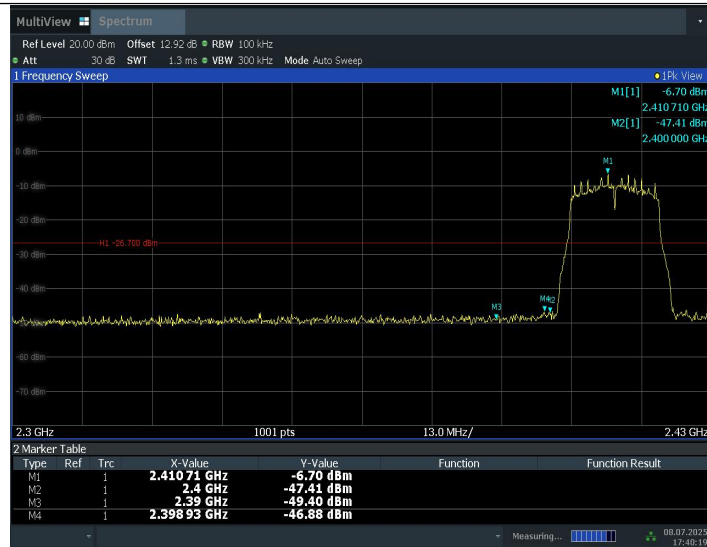 MultiView Spectrum
Ref Level 20.00 dBm Offset 12.92 dB RBW 100 kHz
Att 30 dB SWT 1.3 ms VBW 300 kHz Mode Auto Sweep
1 Frequency Sweep 1Pk View
M1[1] -6.70 dBm
2.410 710 GHz
M2[1] -47.41 dBm
2.400 000 GHz
10 dBm
0 dBm
M1
-10 dBm
-20 dBm
H1 -26.700 dBm
-30 dBm
-40 dBm
M3 M4
-60 dBm
-70 dBm
2.3 GHz 1001 pts 13.0 MHz/ 2.43 GHz
2 Marker Table
Type Ref Trc X-Value Y-Value Function Function Result
M1 1 2.410 71 GHz -6.70 dBm
M2 1 2.4 GHz -47.41 dBm
M3 1 2.39 GHz -49.40 dBm
M4 1 2.398 93 GHz -46.88 dBm
Measuring... 08.07.2025
17:40:19